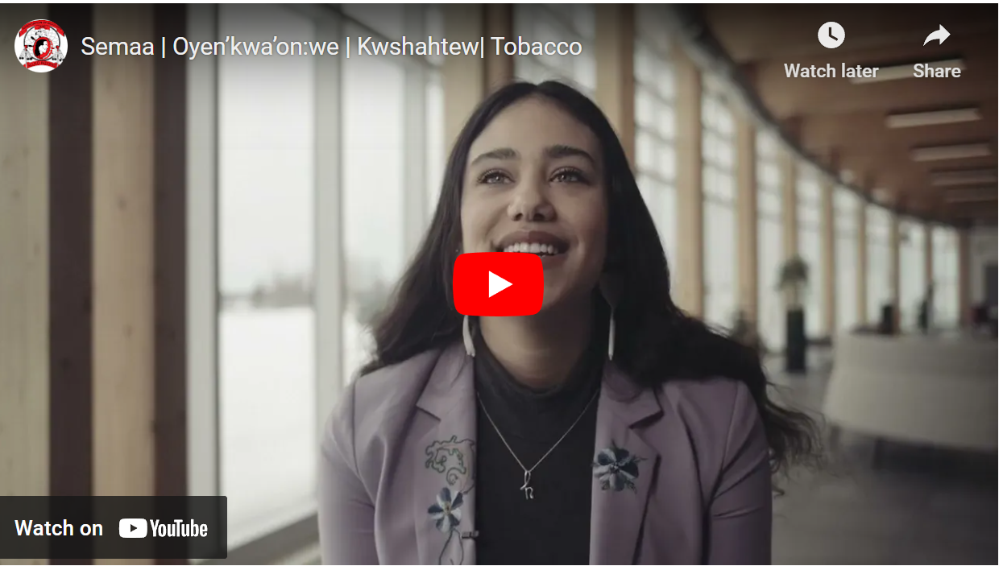 Semaa | Oyen’kwa’on:we | Kwshahtew| Tobacco
Watch later
Share
Watch on YouTube